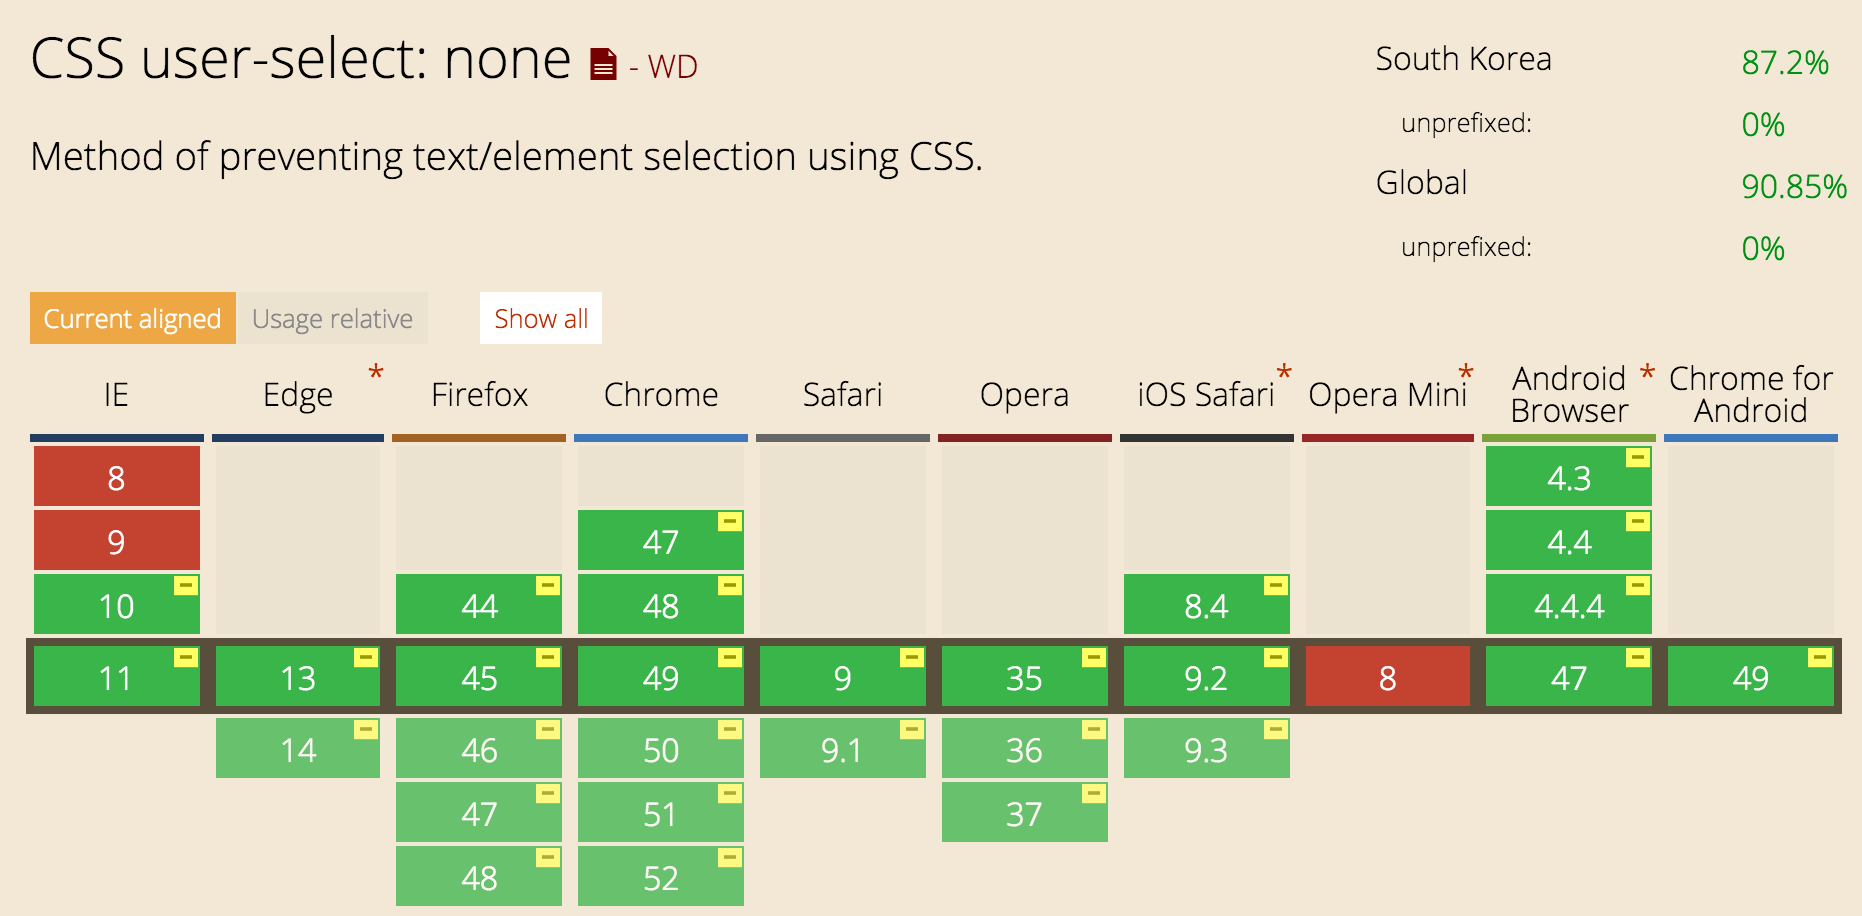 CSS user-select: none - WD
South Korea 87.2%
unprefixed: 0%
Method of preventing text/element selection using CSS.
Global 90.85%
unprefixed: 0%
Current aligned Usage relative Show all
IE Edge * Firefox Chrome Safari Opera iOS Safari * Opera Mini * Android Browser * Chrome for Android
8 4.3
9 47 4.4
10 44 48 8.4 4.4.4
11 13 45 49 9 35 9.2 8 47 49
14 46 50 9.1 36 9.3
47 51 37
48 52